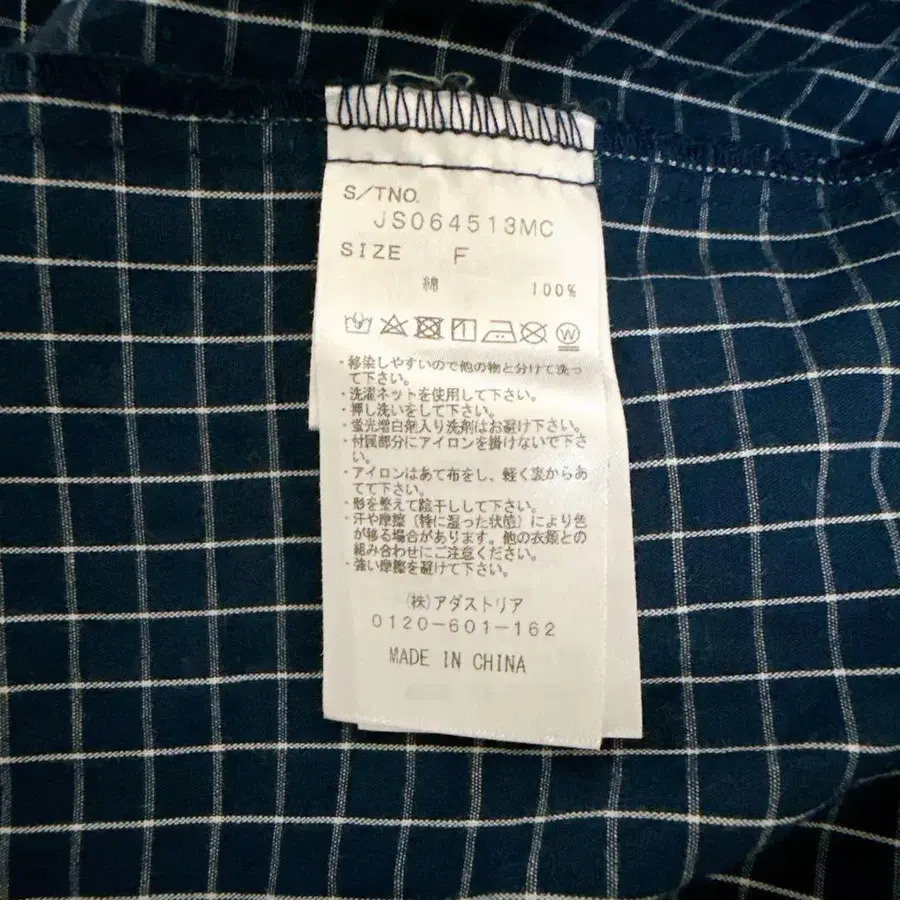 S/TNO.
JS064513MC
SIZE F
綿 100%
・移染しやすいので他の物と分けて洗っ
て下さい。
・洗濯ネットを使用して下さい。
・押し洗いをして下さい。
・蛍光増白剤入り洗剤はお避け下さい。
・付属部分にアイロンを掛けないで下さ
い。
・アイロンはあて布をし、軽く裏からあ
てて下さい。
・形を整えて陰干しして下さい。
・汗や摩擦(特に湿った状態)により色
が移る場合があります。他の衣類との
組み合わせにご注意ください。
・強い摩擦を避けて下さい。
(株)アダストリア
0120-601-162
MADE IN CHINA